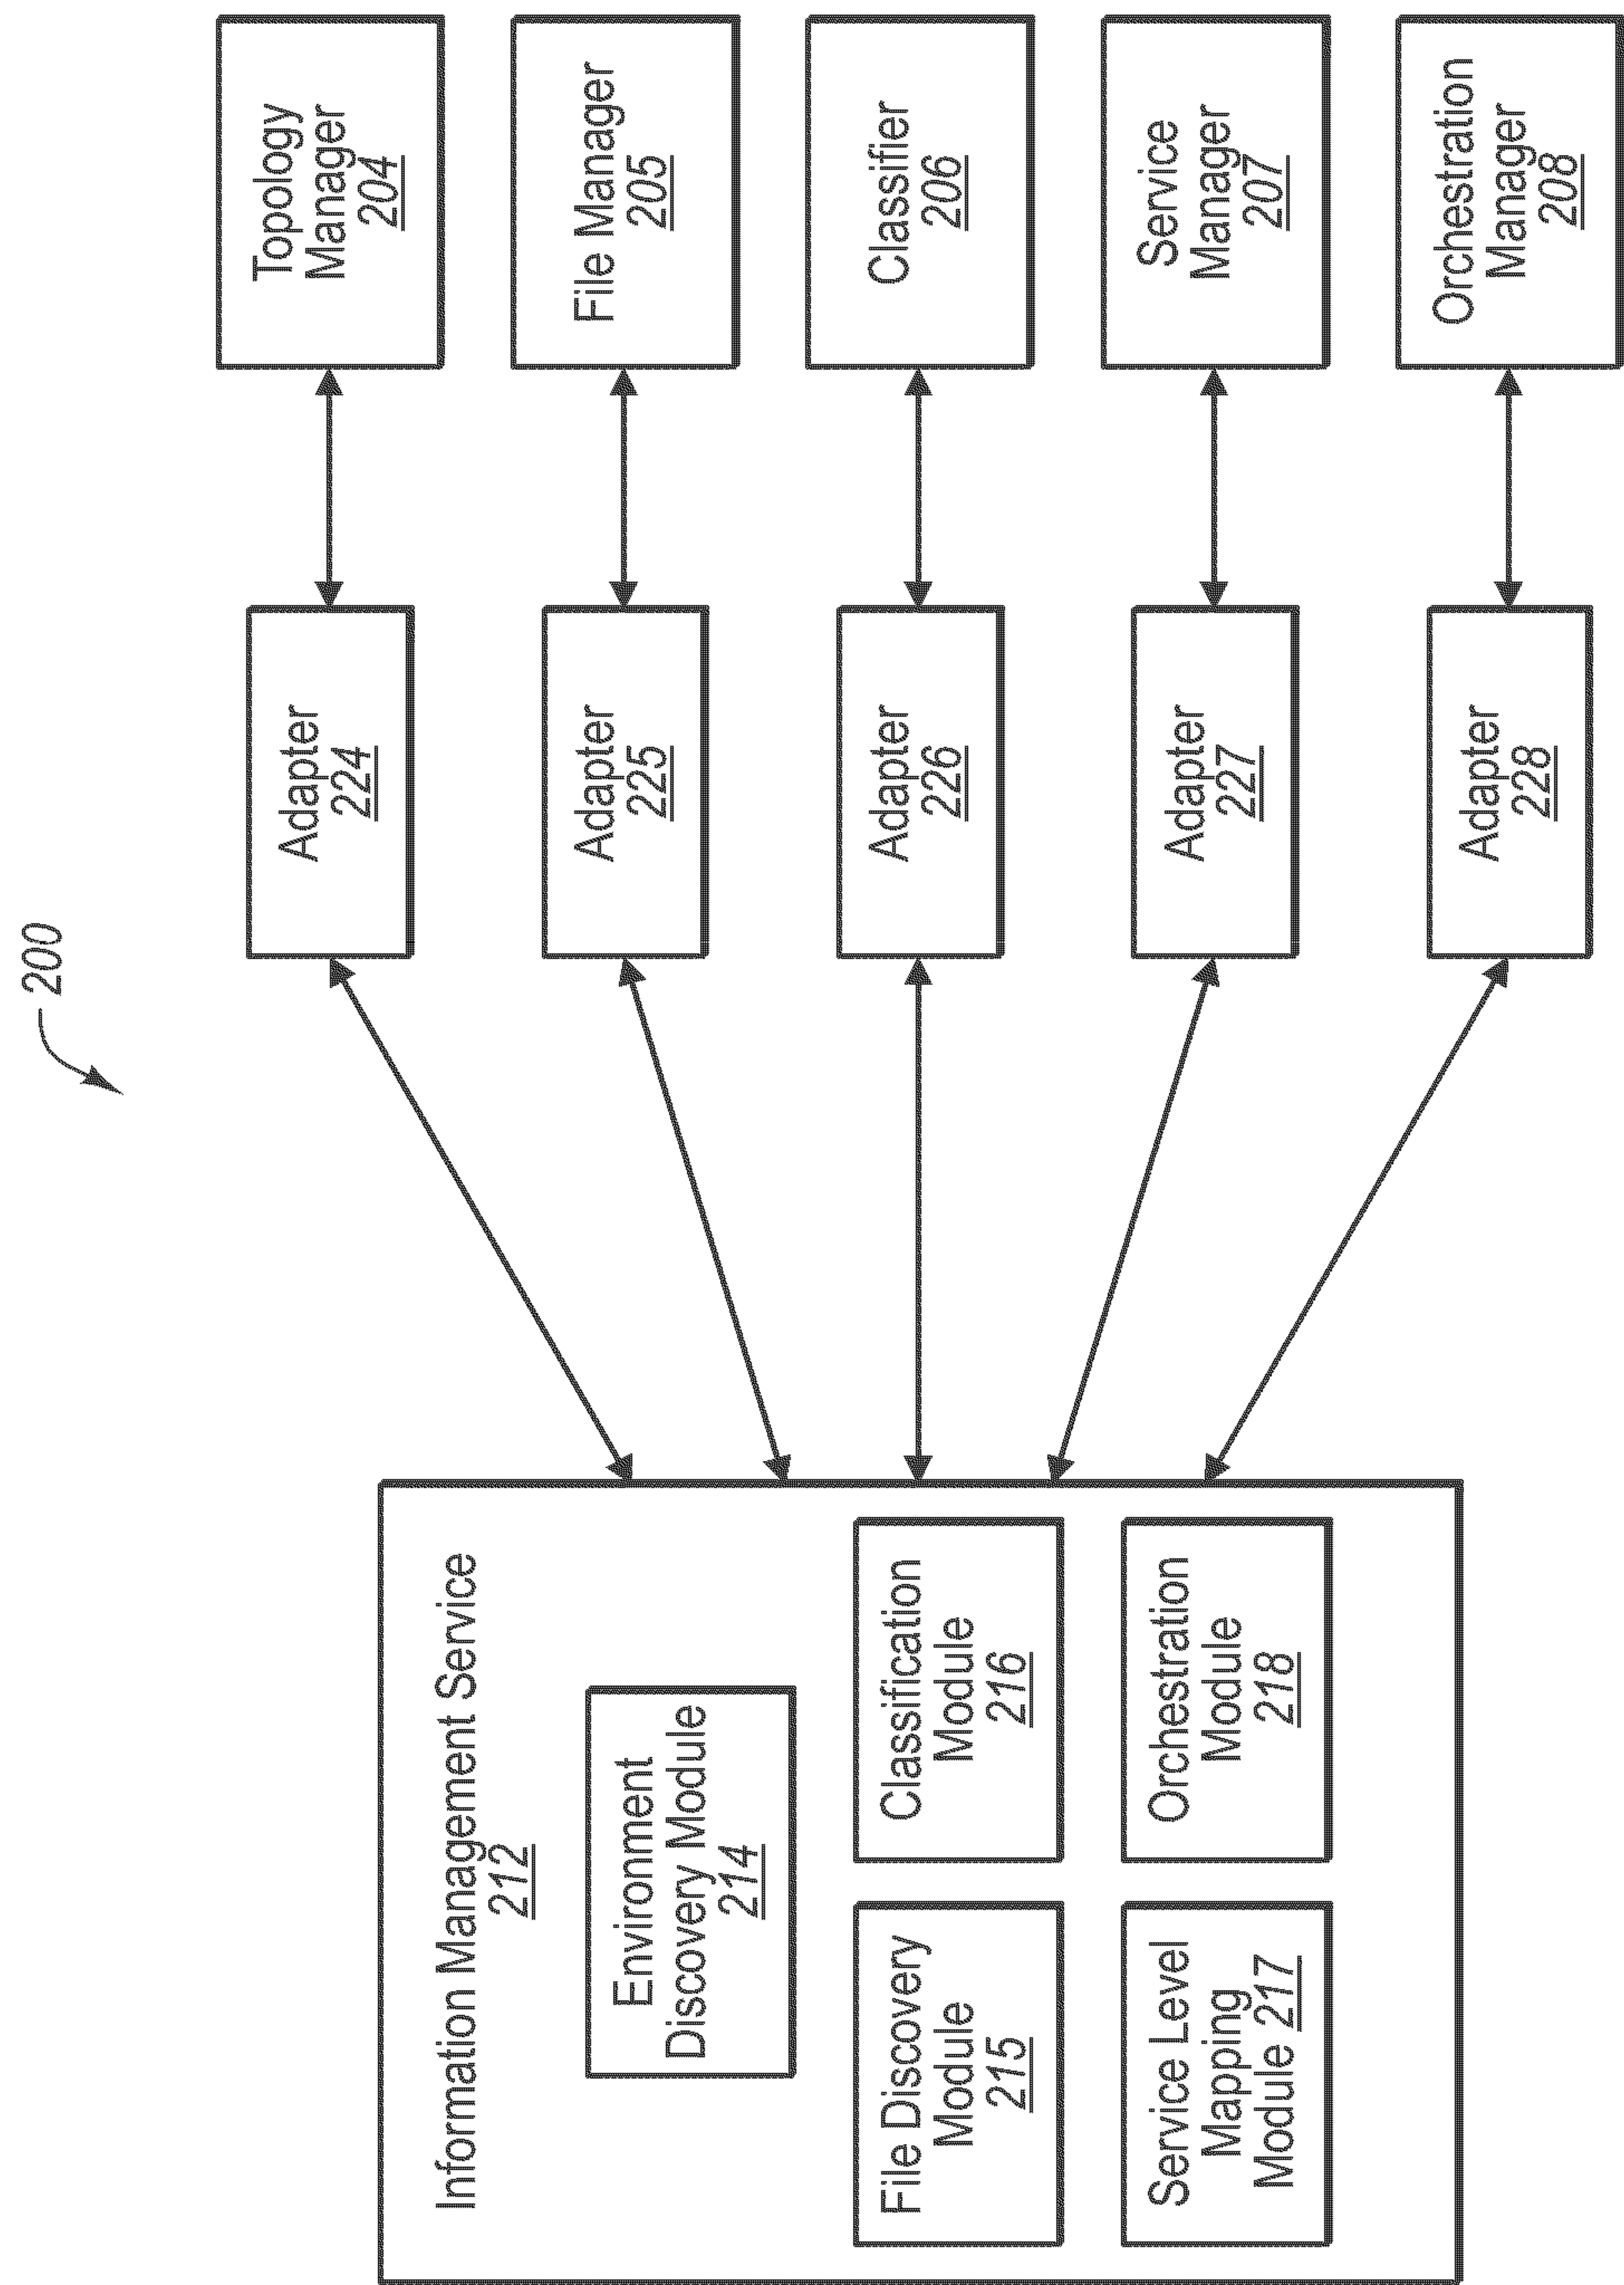 200
Information Management Service
212
Environment
Discovery Module
214
File Discovery
Module
215
Classification
Module
216
Service Level
Mapping
Module 217
Orchestration
Module
218
Adapter
224
Adapter
225
Adapter
226
Adapter
227
Adapter
228
Topology
Manager
204
File Manager
205
Classifier
206
Service
Manager
207
Orchestration
Manager
208